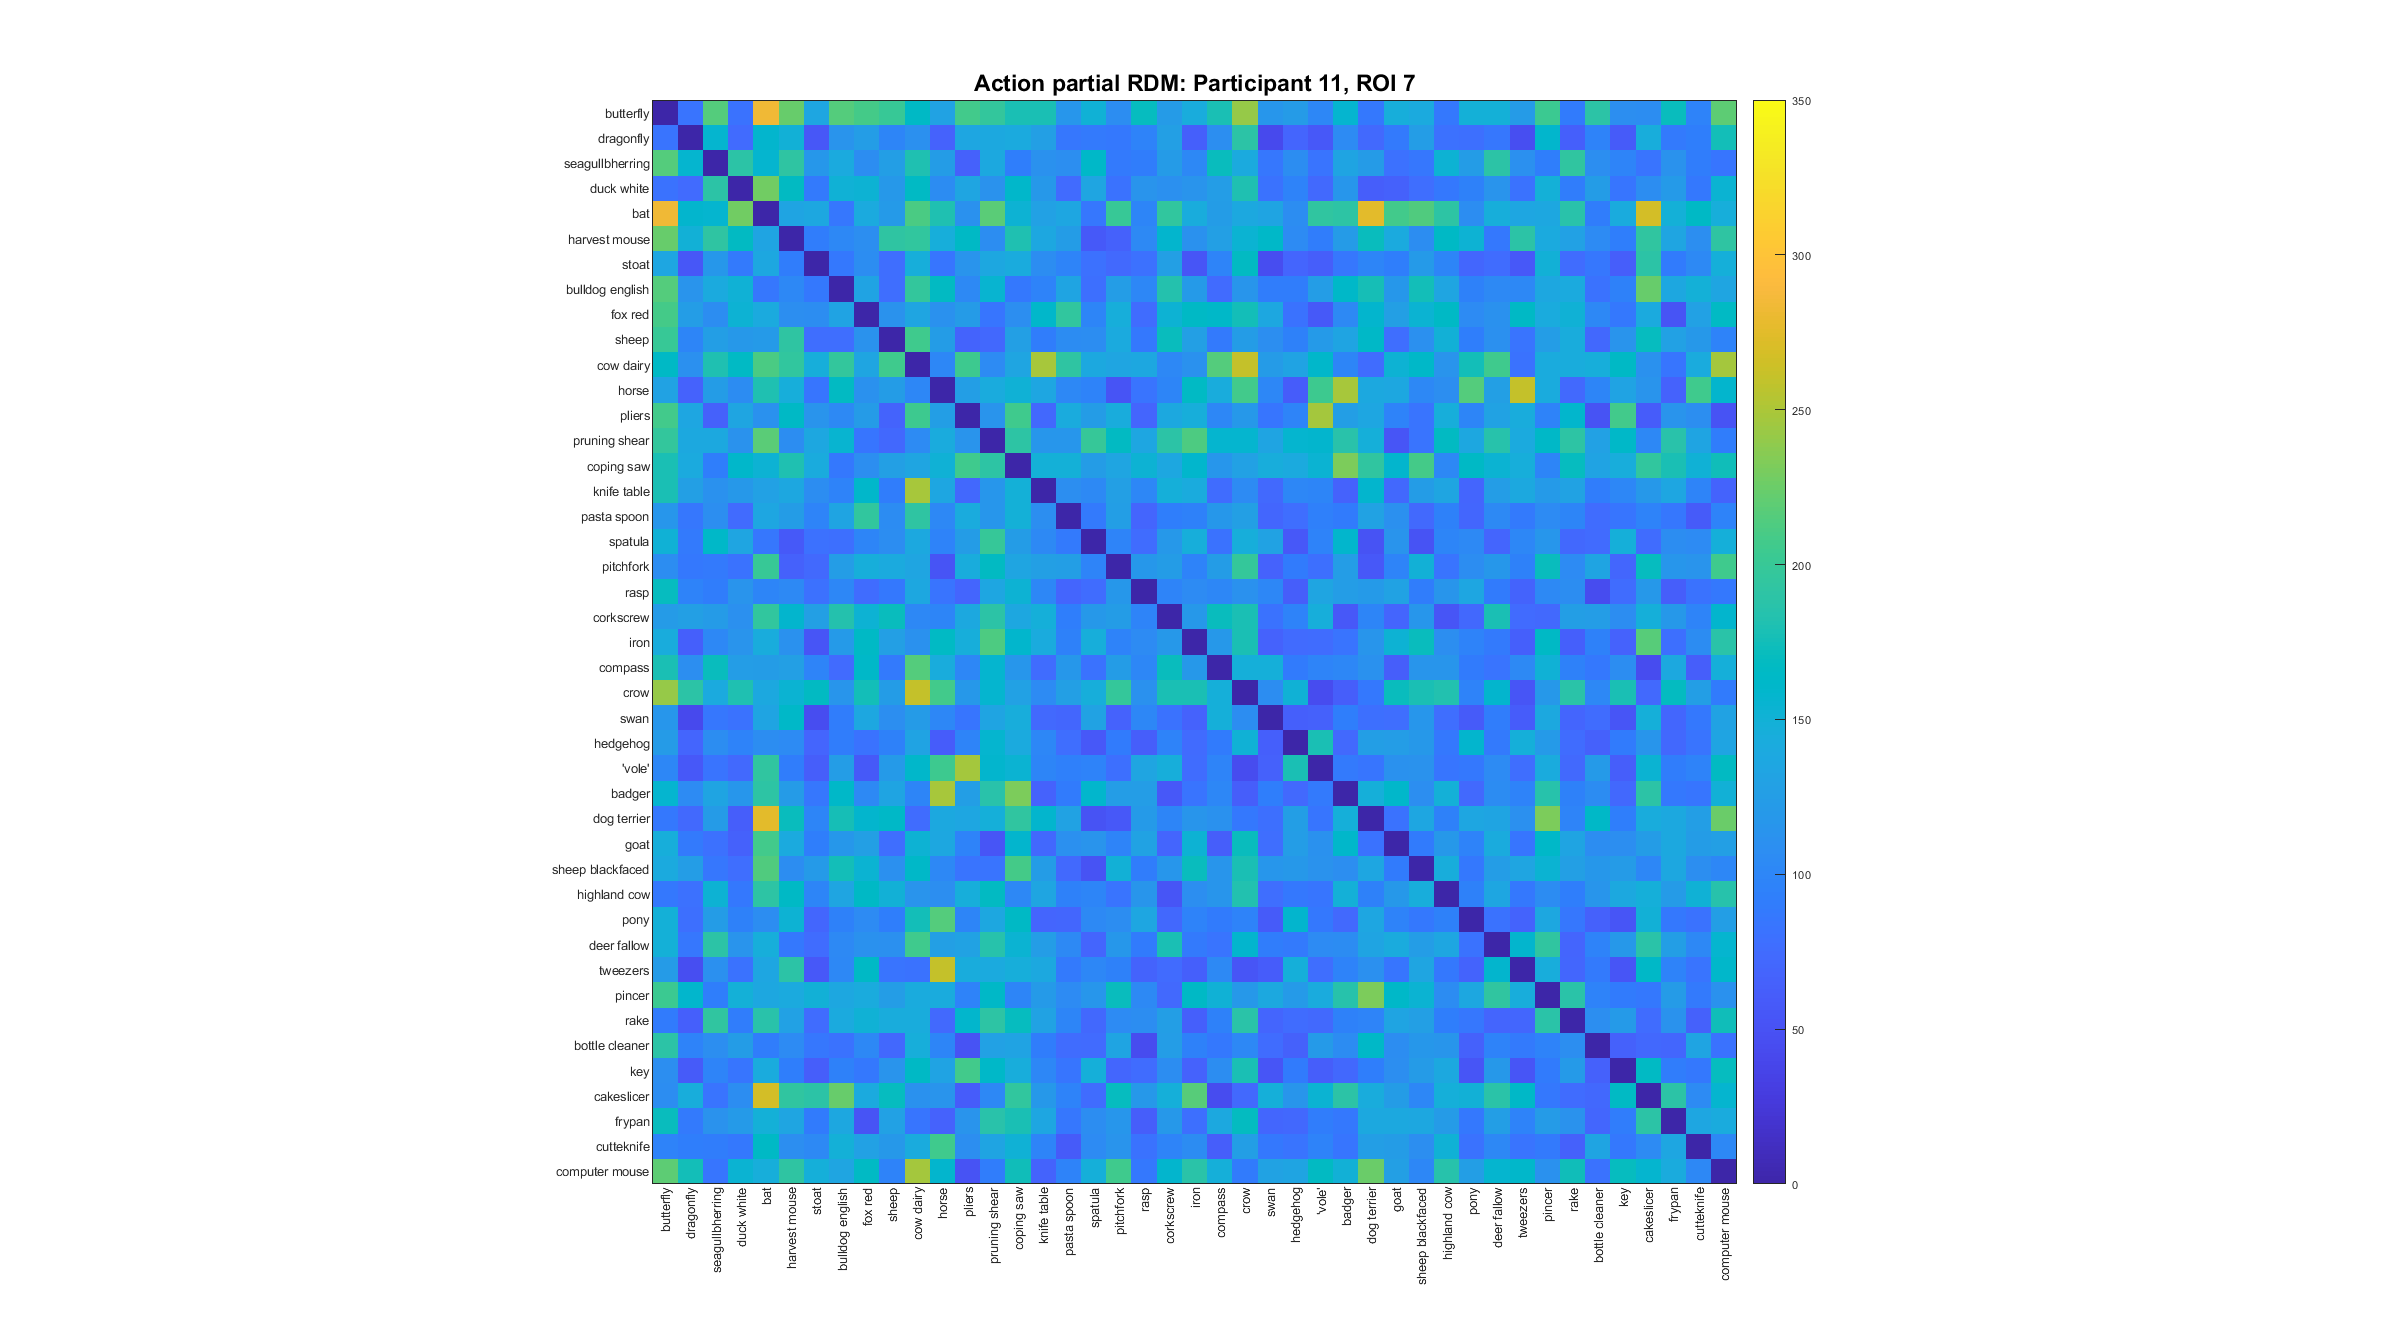 Action partial RDM: Participant 11, ROI 7
butterfly
dragonfly
seagullbherring
duck white
bat
harvest mouse
stoat
bulldog english
fox red
sheep
cow dairy
horse
pliers
pruning shear
coping saw
knife table
pasta spoon
spatula
pitchfork
rasp
corkscrew
iron
compass
crow
swan
hedgehog
'vole'
badger
dog terrier
goat
sheep blackfaced
highland cow
pony
deer fallow
tweezers
pincer
rake
bottle cleaner
key
cakeslicer
frypan
cutteknife
computer mouse
butterfly
dragonfly
seagullbherring
duck white
bat
harvest mouse
stoat
bulldog english
fox red
sheep
cow dairy
horse
pliers
pruning shear
coping saw
knife table
pasta spoon
spatula
pitchfork
rasp
corkscrew
iron
compass
crow
swan
hedgehog
'vole'
badger
dog terrier
goat
sheep blackfaced
highland cow
pony
deer fallow
tweezers
pincer
rake
bottle cleaner
key
cakeslicer
frypan
cutteknife
computer mouse
350
300
250
200
150
100
50
0